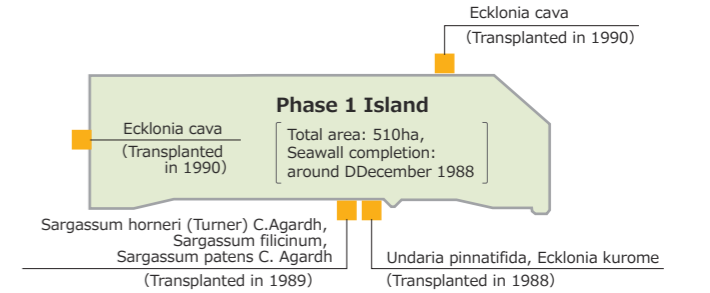 Ecklonia cava
(Transplanted in 1990)
Phase 1 Island
Total area: 510ha,
Seawall completion:
around DDecember 1988
Ecklonia cava
(Transplanted
in 1990)
Sargassum horneri (Turner) C.Agardh,
Sargassum filicinum,
Sargassum patens C. Agardh
(Transplanted in 1989)
Undaria pinnatifida, Ecklonia kurome
(Transplanted in 1988)